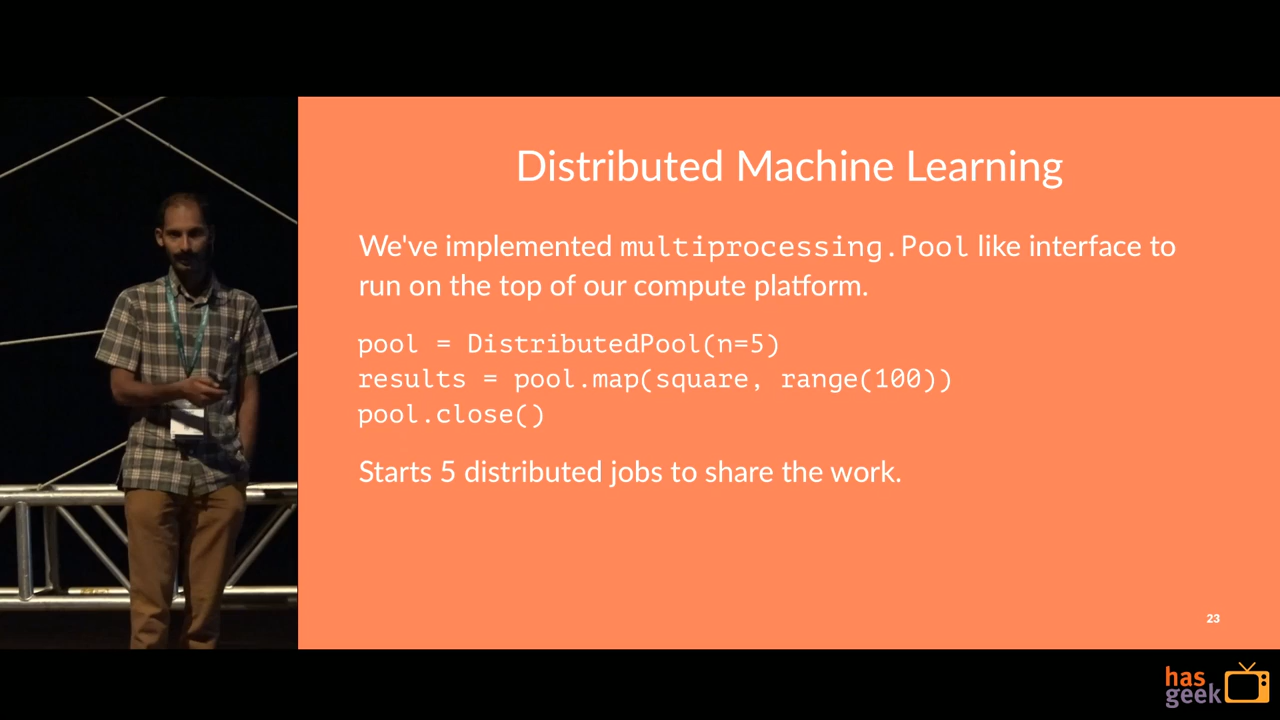 Distributed Machine Learning
We've implemented multiprocessing.Pool like interface to
run on the top of our compute platform.
pool = DistributedPool(n=5)
results = pool.map(square, range(100))
pool.close()
Starts 5 distributed jobs to share the work.
23
has
geek